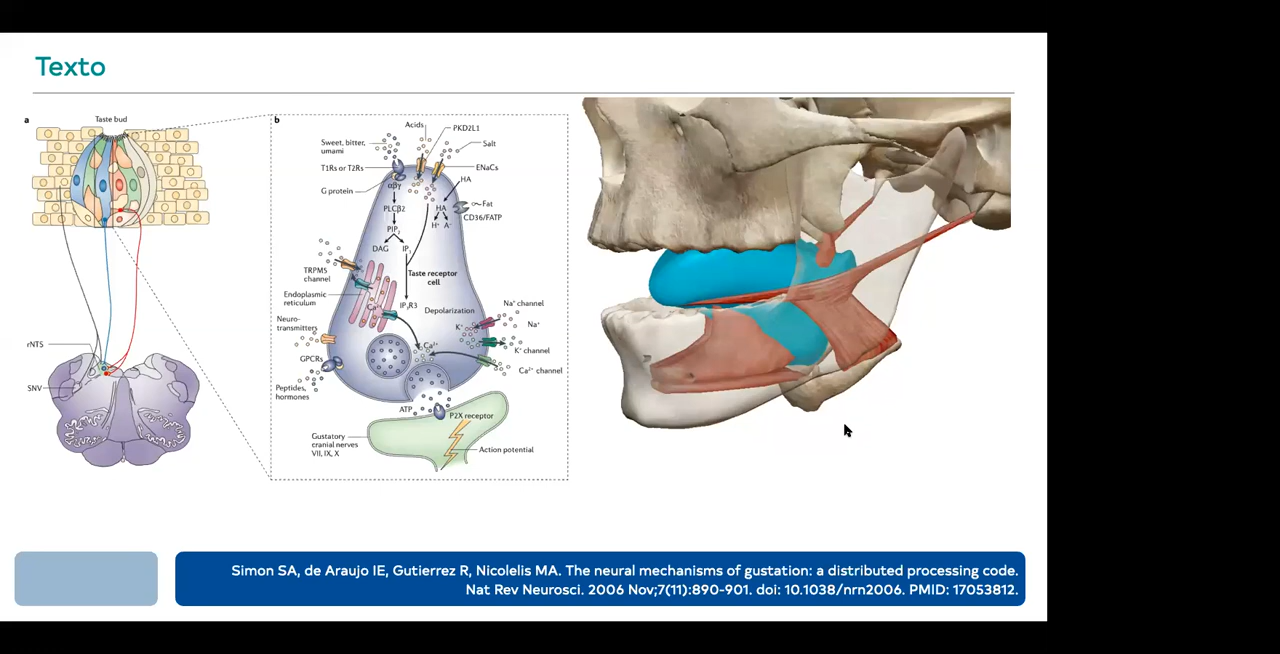 Texto
a
Taste bud
rNTS
SNV
b
Acids
PKD2L1
Sweet, bitter,
umami
Salt
T1Rs or T2Rs
ENaCs
G protein
αβγ
HA
PLCβ2
HA
Fat
CD36/FATP
H⁺ A⁻
PIP₂
DAG
IP₃
TRPM5
channel
Taste receptor
cell
Endoplasmic
reticulum
Ca²⁺
IP₃R3
Depolarization
Na⁺ channel
Neuro-
transmitters
K⁺
Na⁺
Ca²⁺
K⁺ channel
GPCRs
Ca²⁺ channel
Peptides,
hormones
ATP
P2X receptor
Gustatory
cranial nerves
VII, IX, X
Action potential
Simon SA, de Araujo IE, Gutierrez R, Nicolelis MA. The neural mechanisms of gustation: a distributed processing code.
Nat Rev Neurosci. 2006 Nov;7(11):890-901. doi: 10.1038/nrn2006. PMID: 17053812.